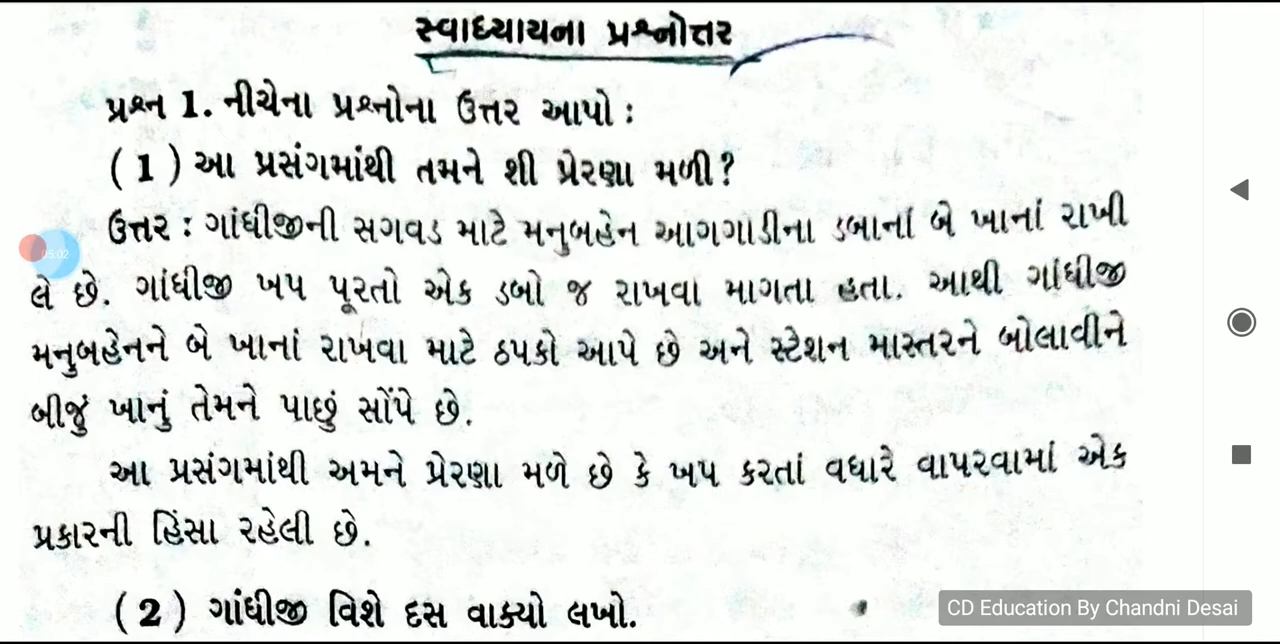 સ્વાધ્યાયના પ્રશ્નોત્તર
પ્રશ્ન 1. નીચેના પ્રશ્નોના ઉત્તર આપો :
( 1 ) આ પ્રસંગમાંથી તમને શી પ્રેરણા મળી?
ઉત્તર : ગાંધીજીની સગવડ માટે મનુબહેન આગગાડીના ડબાનાં બે ખાનાં રાખી
05:02
લે છે. ગાંધીજી ખપ પૂરતો એક ડબો જ રાખવા માગતા હતા. આથી ગાંધીજી
મનુબહેનને બે ખાનાં રાખવા માટે ઠપકો આપે છે અને સ્ટેશન માસ્તરને બોલાવીને
બીજું ખાનું તેમને પાછું સોંપે છે.
આ પ્રસંગમાંથી અમને પ્રેરણા મળે છે કે ખપ કરતાં વધારે વાપરવામાં એક
પ્રકારની હિંસા રહેલી છે.
( 2 ) ગાંધીજી વિશે દસ વાક્યો લખો.
CD Education By Chandni Desai